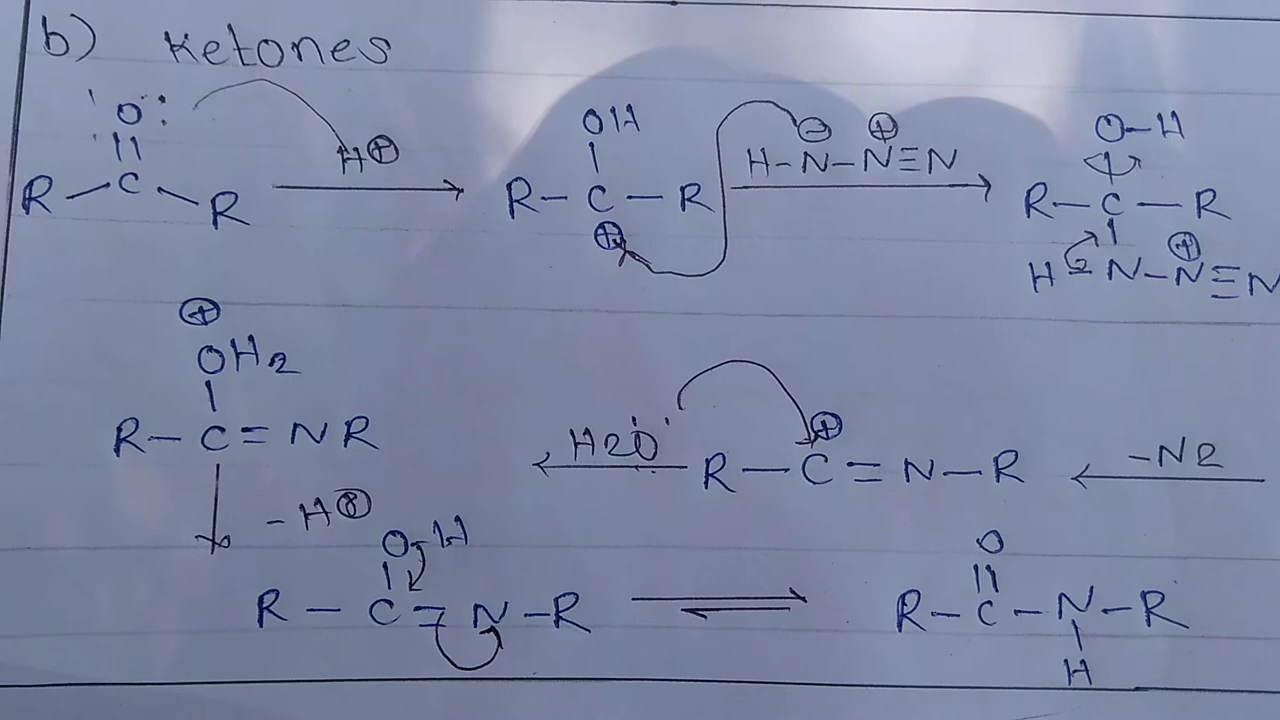 b) Ketones
O: H⊕ OH ⊖ ⊕ O-H
|| | H-N-N≡N |
R-C-R → R-C-R → R-C-R
⊕ | ⊕
H N-N≡N
⊕
OH2
| H2O ⊕ -N2
R-C=NR ← R-C=N-R ←
↓ -H⊕
O-H O
| ||
R-C=N-R ⇌ R-C-N-R
|
H